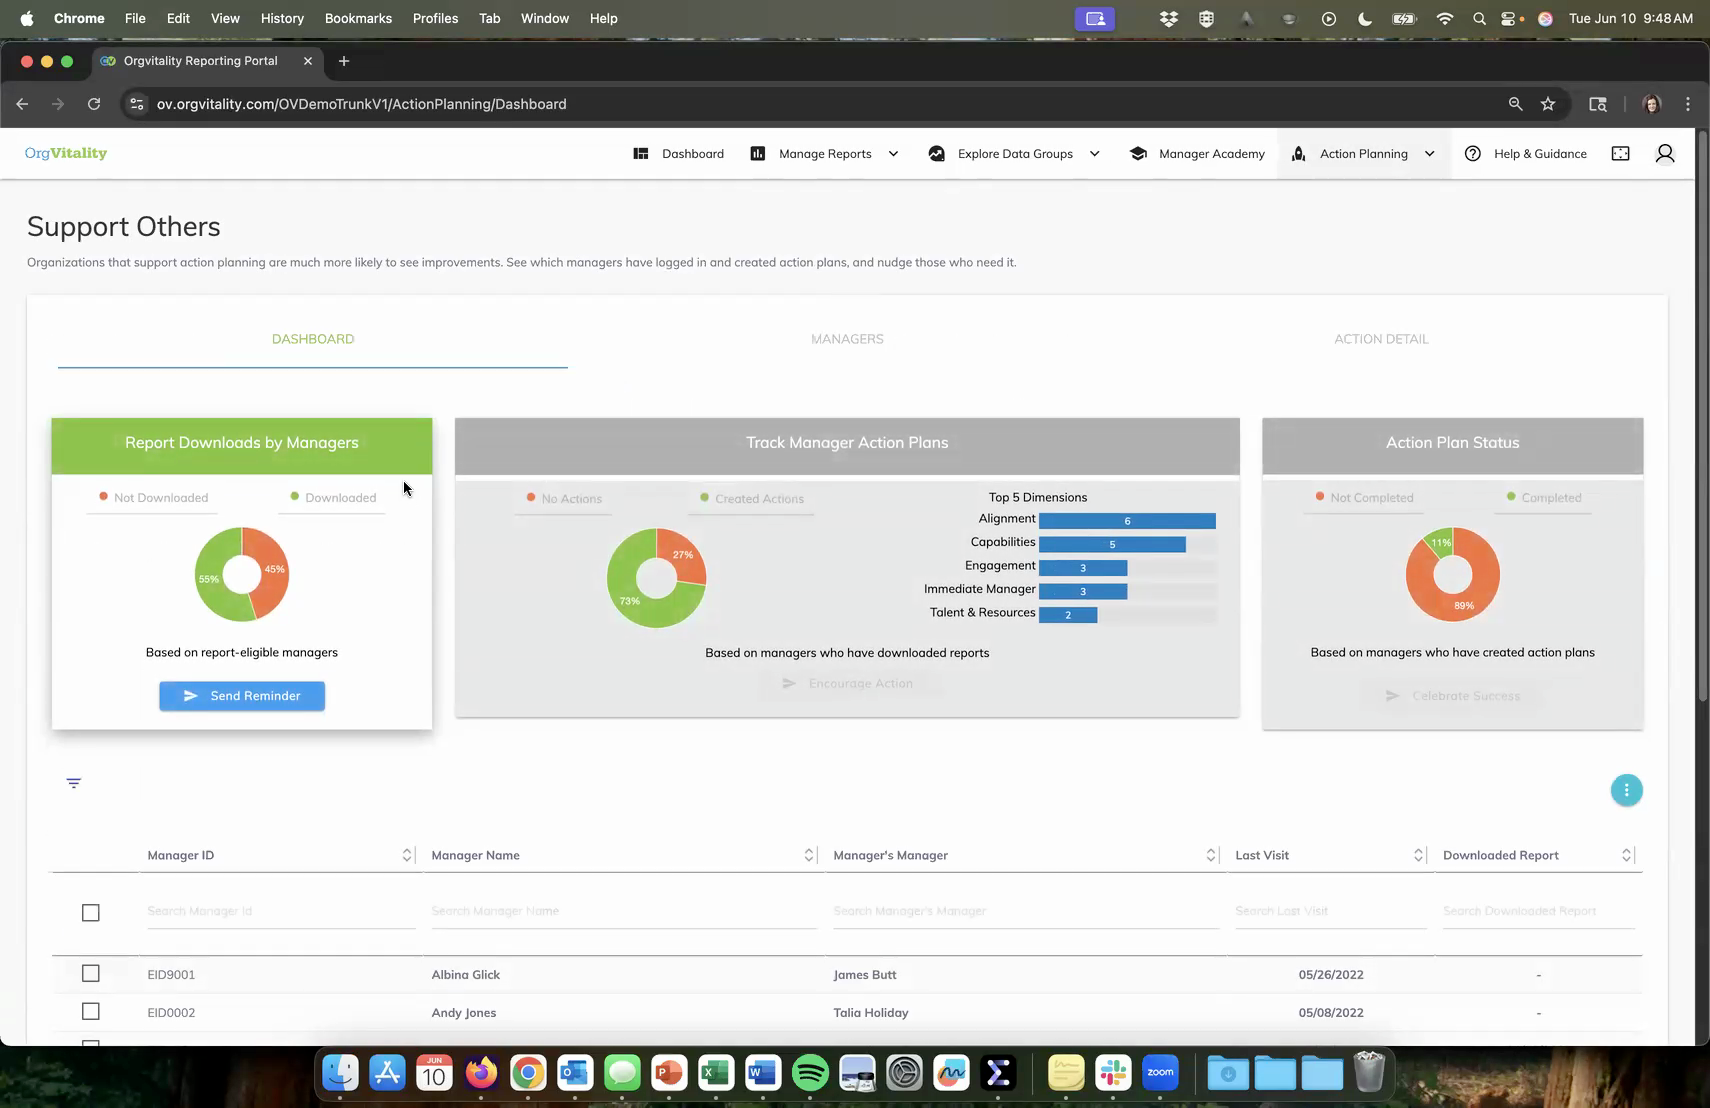 Chrome File Edit View History Bookmarks Profiles Tab Window Help Tue Jun 10 9:48 AM
Orgvitality Reporting Portal
ov.orgvitality.com/OVDemoTrunkV1/ActionPlanning/Dashboard
OrgVitality Dashboard Manage Reports Explore Data Groups Manager Academy Action Planning Help & Guidance
Support Others
Organizations that support action planning are much more likely to see improvements. See which managers have logged in and created action plans, and nudge those who need it.
DASHBOARD MANAGERS ACTION DETAIL
Report Downloads by Managers
Not Downloaded Downloaded
55% 45%
Based on report-eligible managers
Send Reminder
Track Manager Action Plans
No Actions Created Actions
27%
73%
Top 5 Dimensions
Alignment 6
Capabilities 5
Engagement 3
Immediate Manager 3
Talent & Resources 2
Based on managers who have downloaded reports
Encourage Action
Action Plan Status
Not Completed Completed
11%
89%
Based on managers who have created action plans
Celebrate Success
Manager ID Manager Name Manager's Manager Last Visit Downloaded Report
Search Manager Id Search Manager Name Search Manager's Manager Search Last Visit Search Downloaded Report
EID9001 Albina Glick James Butt 05/26/2022 -
EID0002 Andy Jones Talia Holiday 05/08/2022 -
JUN
10
zoom